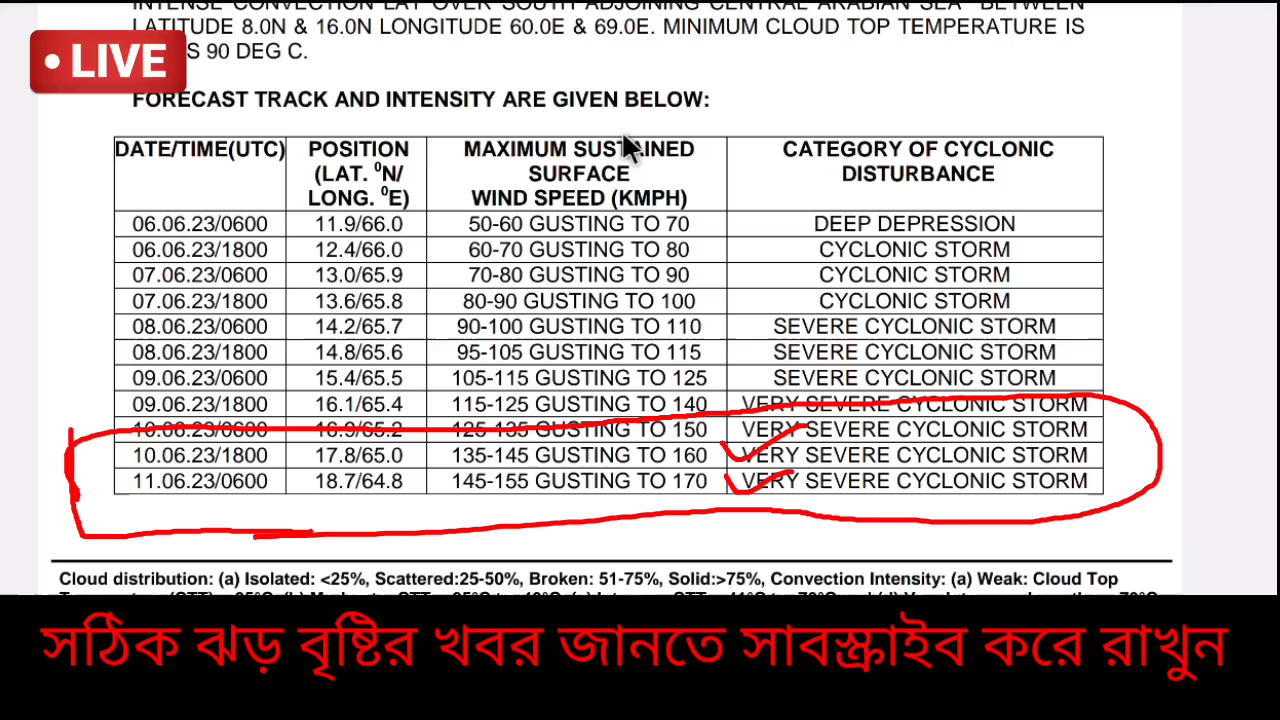 INTENSE CONVECTION LAY OVER SOUTH ADJOINING CENTRAL ARABIAN SEA BETWEEN
LATITUDE 8.0N & 16.0N LONGITUDE 60.0E & 69.0E. MINIMUM CLOUD TOP TEMPERATURE IS
S 90 DEG C.
• LIVE
FORECAST TRACK AND INTENSITY ARE GIVEN BELOW:
DATE/TIME(UTC) POSITION (LAT. ⁰N/ LONG. ⁰E) MAXIMUM SUSTAINED SURFACE WIND SPEED (KMPH) CATEGORY OF CYCLONIC DISTURBANCE
06.06.23/0600 11.9/66.0 50-60 GUSTING TO 70 DEEP DEPRESSION
06.06.23/1800 12.4/66.0 60-70 GUSTING TO 80 CYCLONIC STORM
07.06.23/0600 13.0/65.9 70-80 GUSTING TO 90 CYCLONIC STORM
07.06.23/1800 13.6/65.8 80-90 GUSTING TO 100 CYCLONIC STORM
08.06.23/0600 14.2/65.7 90-100 GUSTING TO 110 SEVERE CYCLONIC STORM
08.06.23/1800 14.8/65.6 95-105 GUSTING TO 115 SEVERE CYCLONIC STORM
09.06.23/0600 15.4/65.5 105-115 GUSTING TO 125 SEVERE CYCLONIC STORM
09.06.23/1800 16.1/65.4 115-125 GUSTING TO 140 VERY SEVERE CYCLONIC STORM
10.06.23/0600 16.9/65.2 125-135 GUSTING TO 150 VERY SEVERE CYCLONIC STORM
10.06.23/1800 17.8/65.0 135-145 GUSTING TO 160 VERY SEVERE CYCLONIC STORM
11.06.23/0600 18.7/64.8 145-155 GUSTING TO 170 VERY SEVERE CYCLONIC STORM
Cloud distribution: (a) Isolated: <25%, Scattered:25-50%, Broken: 51-75%, Solid:>75%, Convection Intensity: (a) Weak: Cloud Top
সঠিক ঝড় বৃষ্টির খবর জানতে সাবস্ক্রাইব করে রাখুন